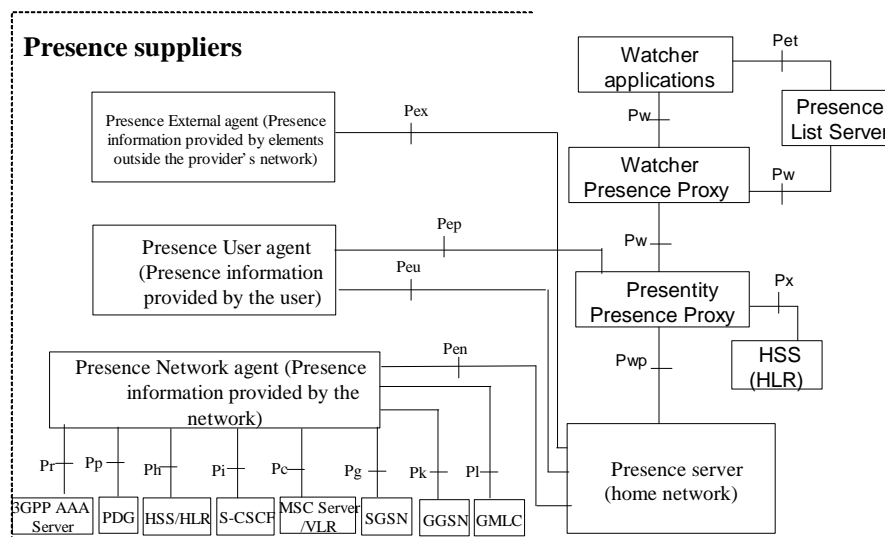 Presence suppliers
Presence External agent (Presence
information provided by elements
outside the provider's network)
Pex
Watcher
applications
Pet
Presence
List Server
Pw
Watcher
Presence Proxy
Pw
Presence User agent
(Presence information
provided by the user)
Pep
Peu
Pw
Presentity
Presence Proxy
Px
HSS
(HLR)
Presence Network agent (Presence
information provided by the
network)
Pen
Pwp
Presence server
(home network)
Pr
Pp
Ph
Pi
Pc
Pg
Pk
Pl
3GPP AAA
Server
PDG
HSS/HLR
S-CSCF
MSC Server
/VLR
SGSN
GGSN
GMLC